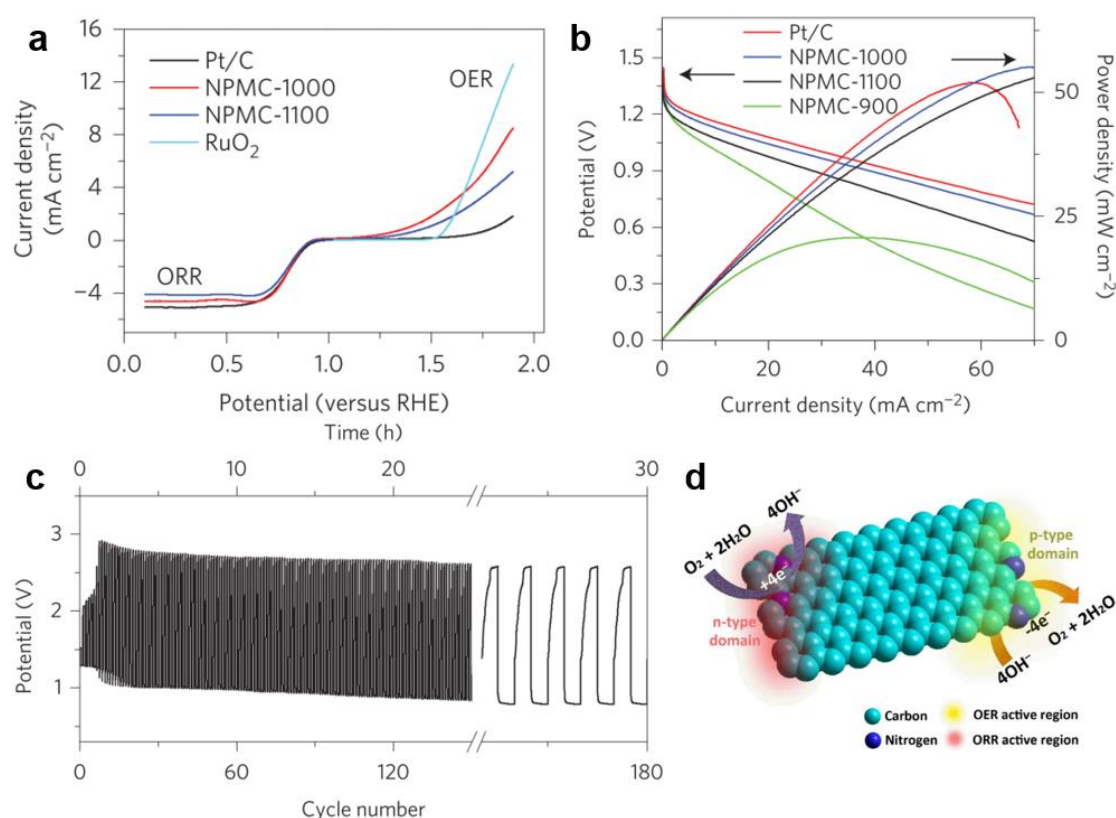 a
Current density
(mA cm⁻²)
16
12
8
4
0
−4
Pt/C
NPMC-1000
NPMC-1100
RuO₂
OER
ORR
0.0 0.5 1.0 1.5 2.0
Potential (versus RHE)
b
Potential (V)
1.5
1.2
0.9
0.6
0.3
0.0
Pt/C
NPMC-1000
NPMC-1100
NPMC-900
50
25
0
Power density (mW cm⁻²)
0 20 40 60
Current density (mA cm⁻²)
c
Time (h)
0 10 20 30
Potential (V)
3
2
1
0 60 120 180
Cycle number
d
O₂ + 2H₂O
4OH⁻
+4e⁻
n-type
domain
p-type
domain
-4e⁻
4OH⁻
O₂ + 2H₂O
Carbon
OER active region
Nitrogen
ORR active region